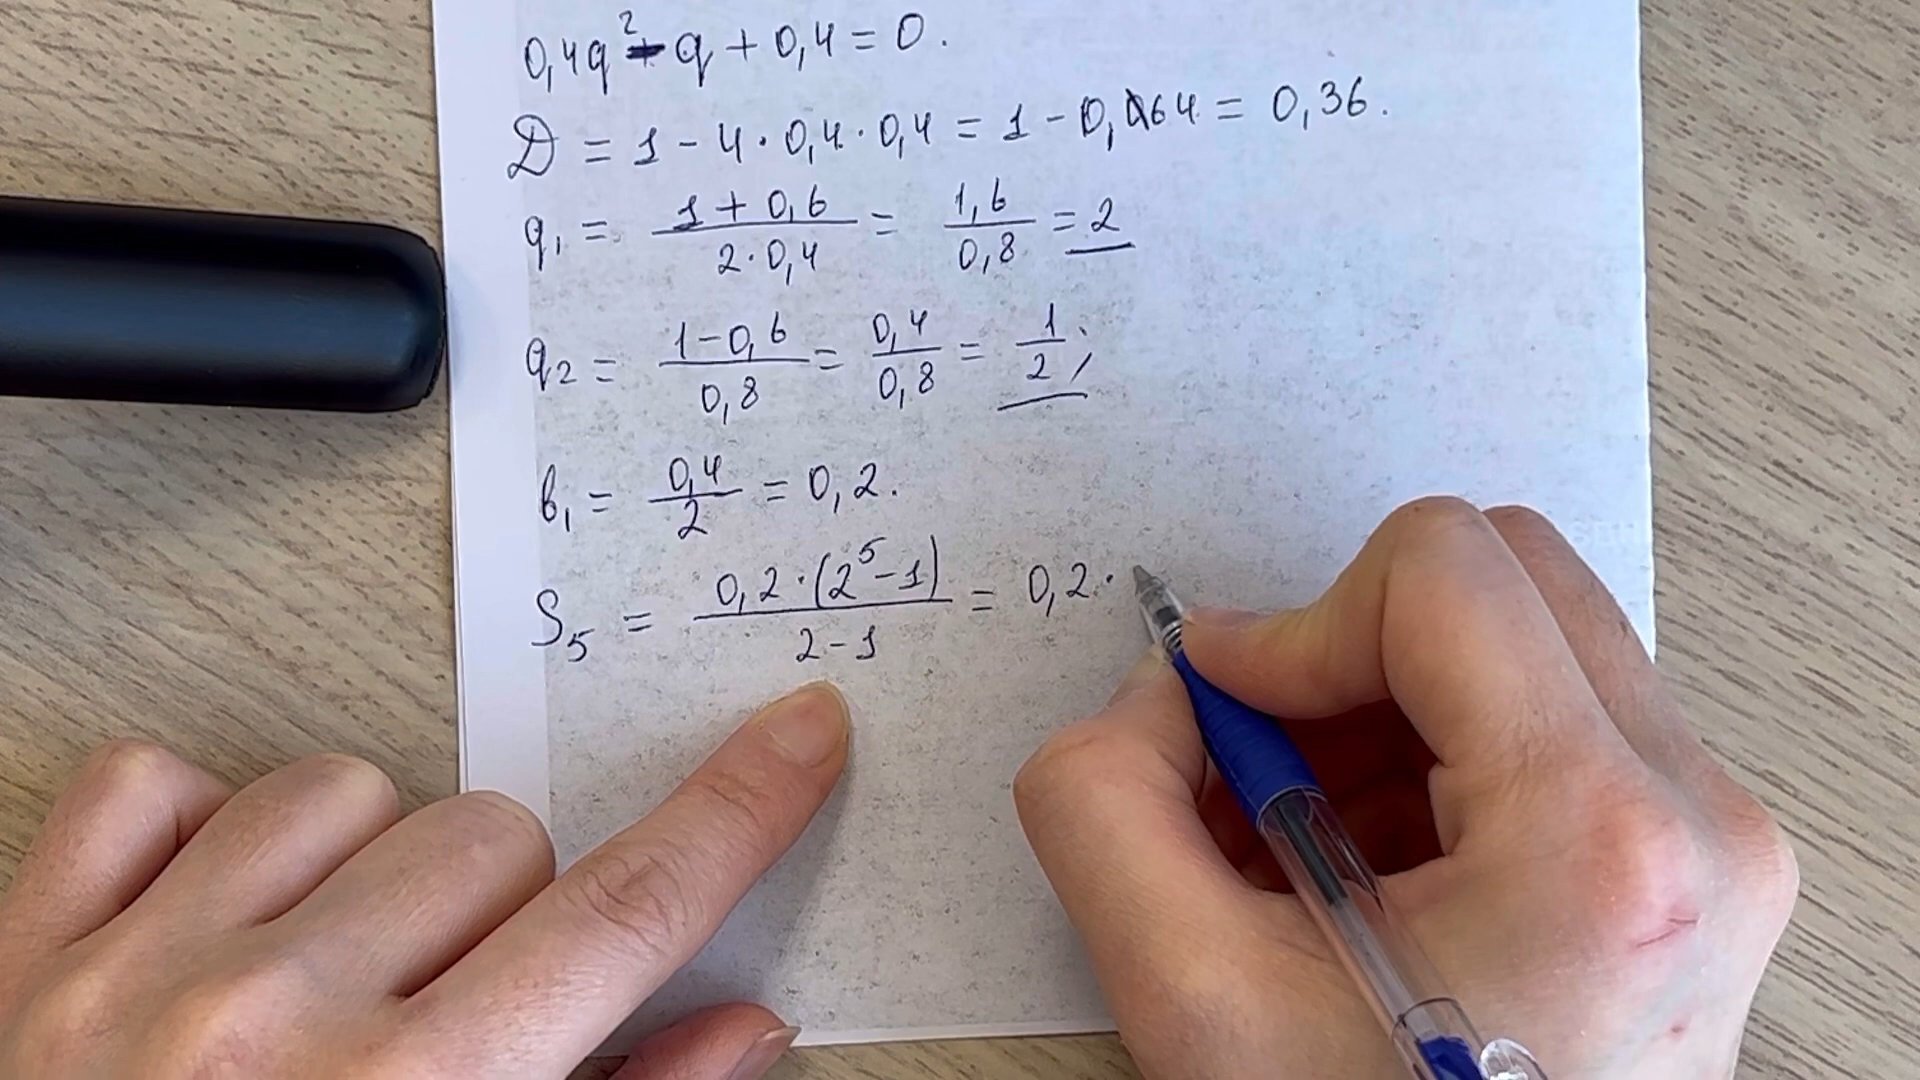 0,4q² - q + 0,4 = 0.
D = 1 - 4 · 0,4 · 0,4 = 1 - 0,64 = 0,36.
q₁ = (1 + 0,6)/(2 · 0,4) = 1,6/0,8 = 2
q₂ = (1 - 0,6)/0,8 = 0,4/0,8 = 1/2;
b₁ = 0,4/2 = 0,2.
S₅ = (0,2 · (2⁵ - 1))/(2 - 1) = 0,2 ·